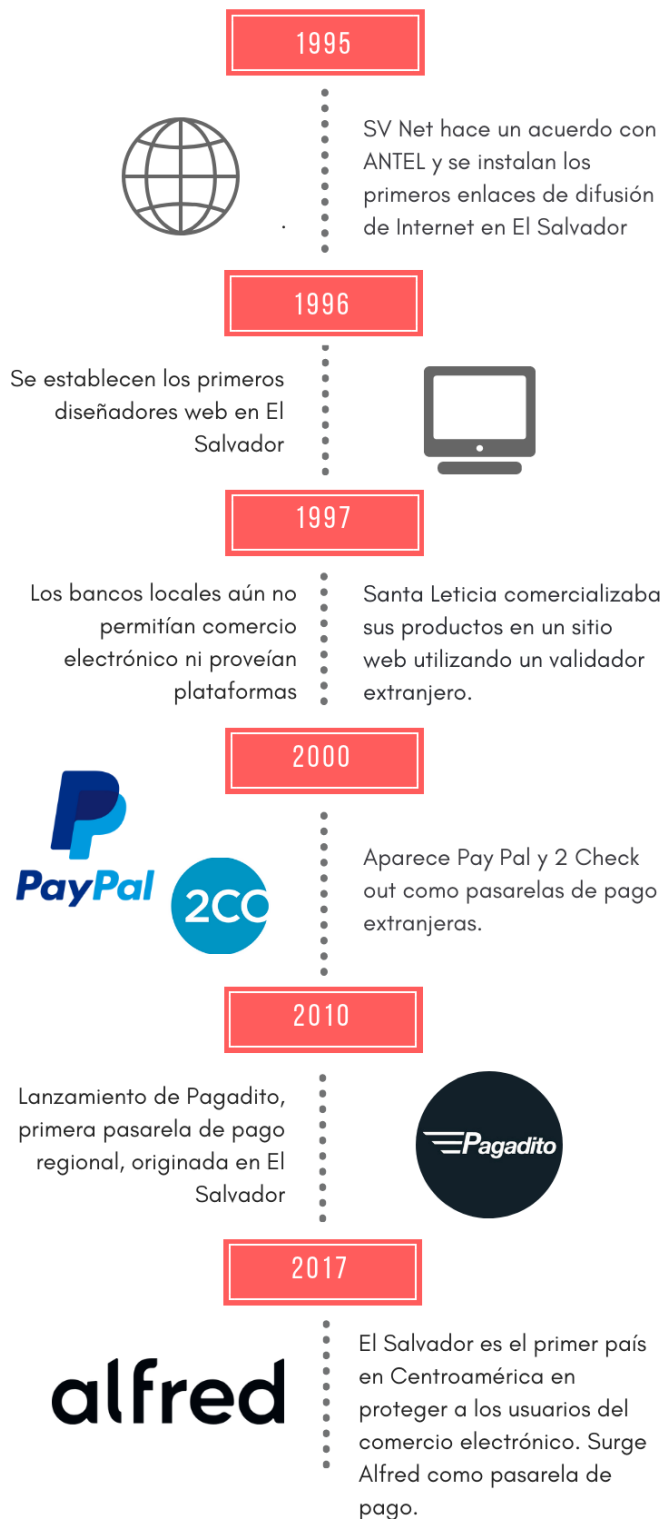 1995
SV Net hace un acuerdo con
ANTEL y se instalan los
primeros enlaces de difusión
de Internet en El Salvador
.
1996
Se establecen los primeros
diseñadores web en El
Salvador
1997
Los bancos locales aún no
permitían comercio
electrónico ni proveían
plataformas
Santa Leticia comercializaba
sus productos en un sitio
web utilizando un validador
extranjero.
2000
PayPal
2CO
Aparece Pay Pal y 2 Check
out como pasarelas de pago
extranjeras.
2010
Lanzamiento de Pagadito,
primera pasarela de pago
regional, originada en El
Salvador
Pagadito
2017
alfred
El Salvador es el primer país
en Centroamérica en
proteger a los usuarios del
comercio electrónico. Surge
Alfred como pasarela de
pago.